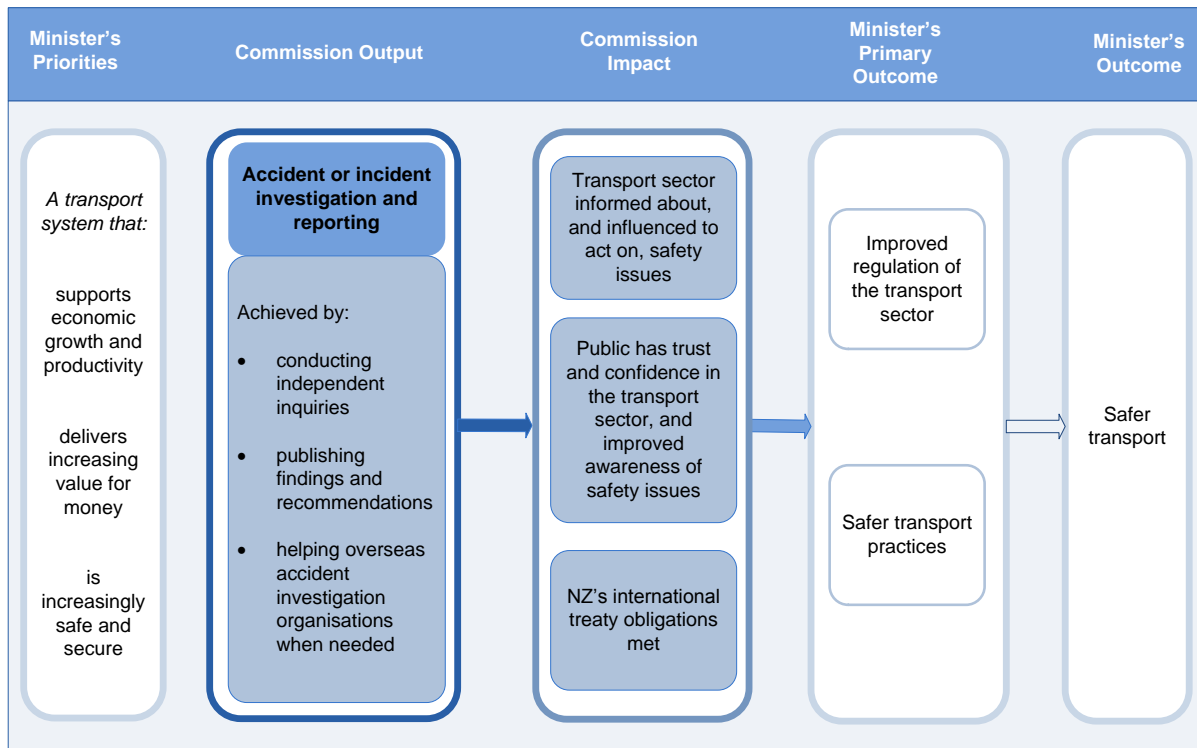 Minister's
Priorities
Commission Output
Commission
Impact
Minister's
Primary
Outcome
Minister's
Outcome
A transport
system that:
supports
economic
growth and
productivity
delivers
increasing
value for
money
is
increasingly
safe and
secure
Accident or incident
investigation and
reporting
Achieved by:
• conducting
independent
inquiries
• publishing
findings and
recommendations
• helping overseas
accident
investigation
organisations
when needed
Transport sector
informed about,
and influenced to
act on, safety
issues
Public has trust
and confidence in
the transport
sector, and
improved
awareness of
safety issues
NZ's international
treaty obligations
met
Improved
regulation of
the transport
sector
Safer transport
practices
Safer
transport